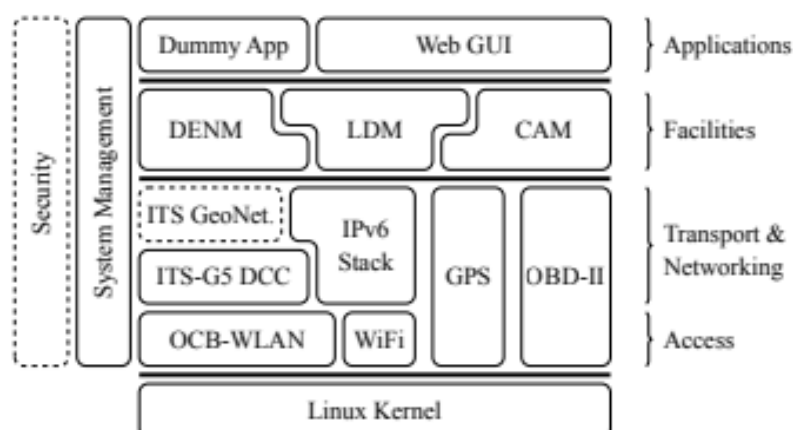 Security
System Management
Dummy App
Web GUI
Applications
DENM
LDM
CAM
Facilities
ITS GeoNet.
IPv6
Stack
ITS-G5 DCC
GPS
OBD-II
Transport &
Networking
OCB-WLAN
WiFi
Access
Linux Kernel